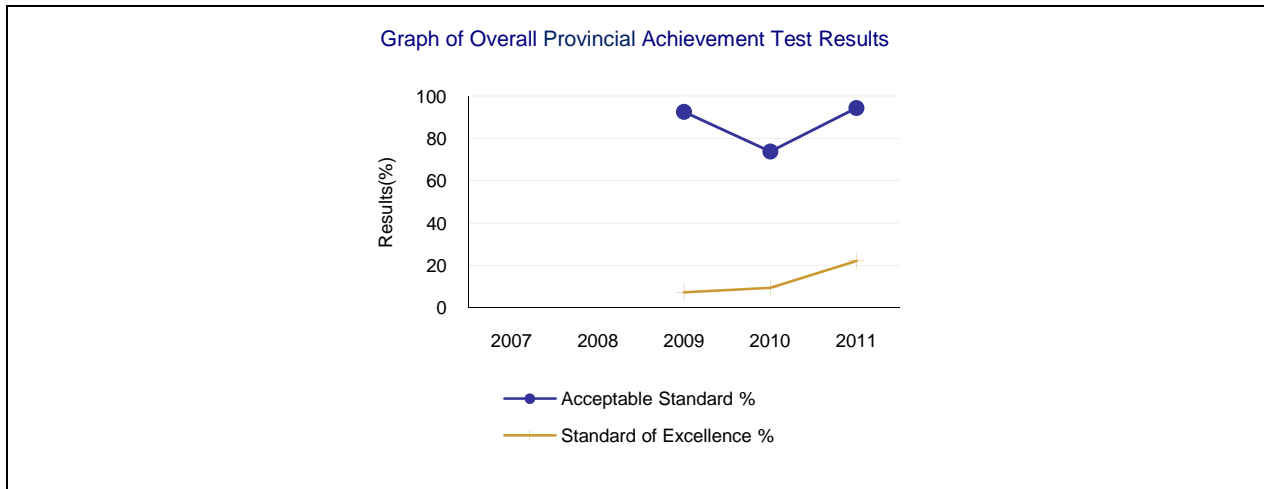 Graph of Overall Provincial Achievement Test Results
100
80
60
40
20
0
Results(%)
2007 2008 2009 2010 2011
Acceptable Standard %
Standard of Excellence %